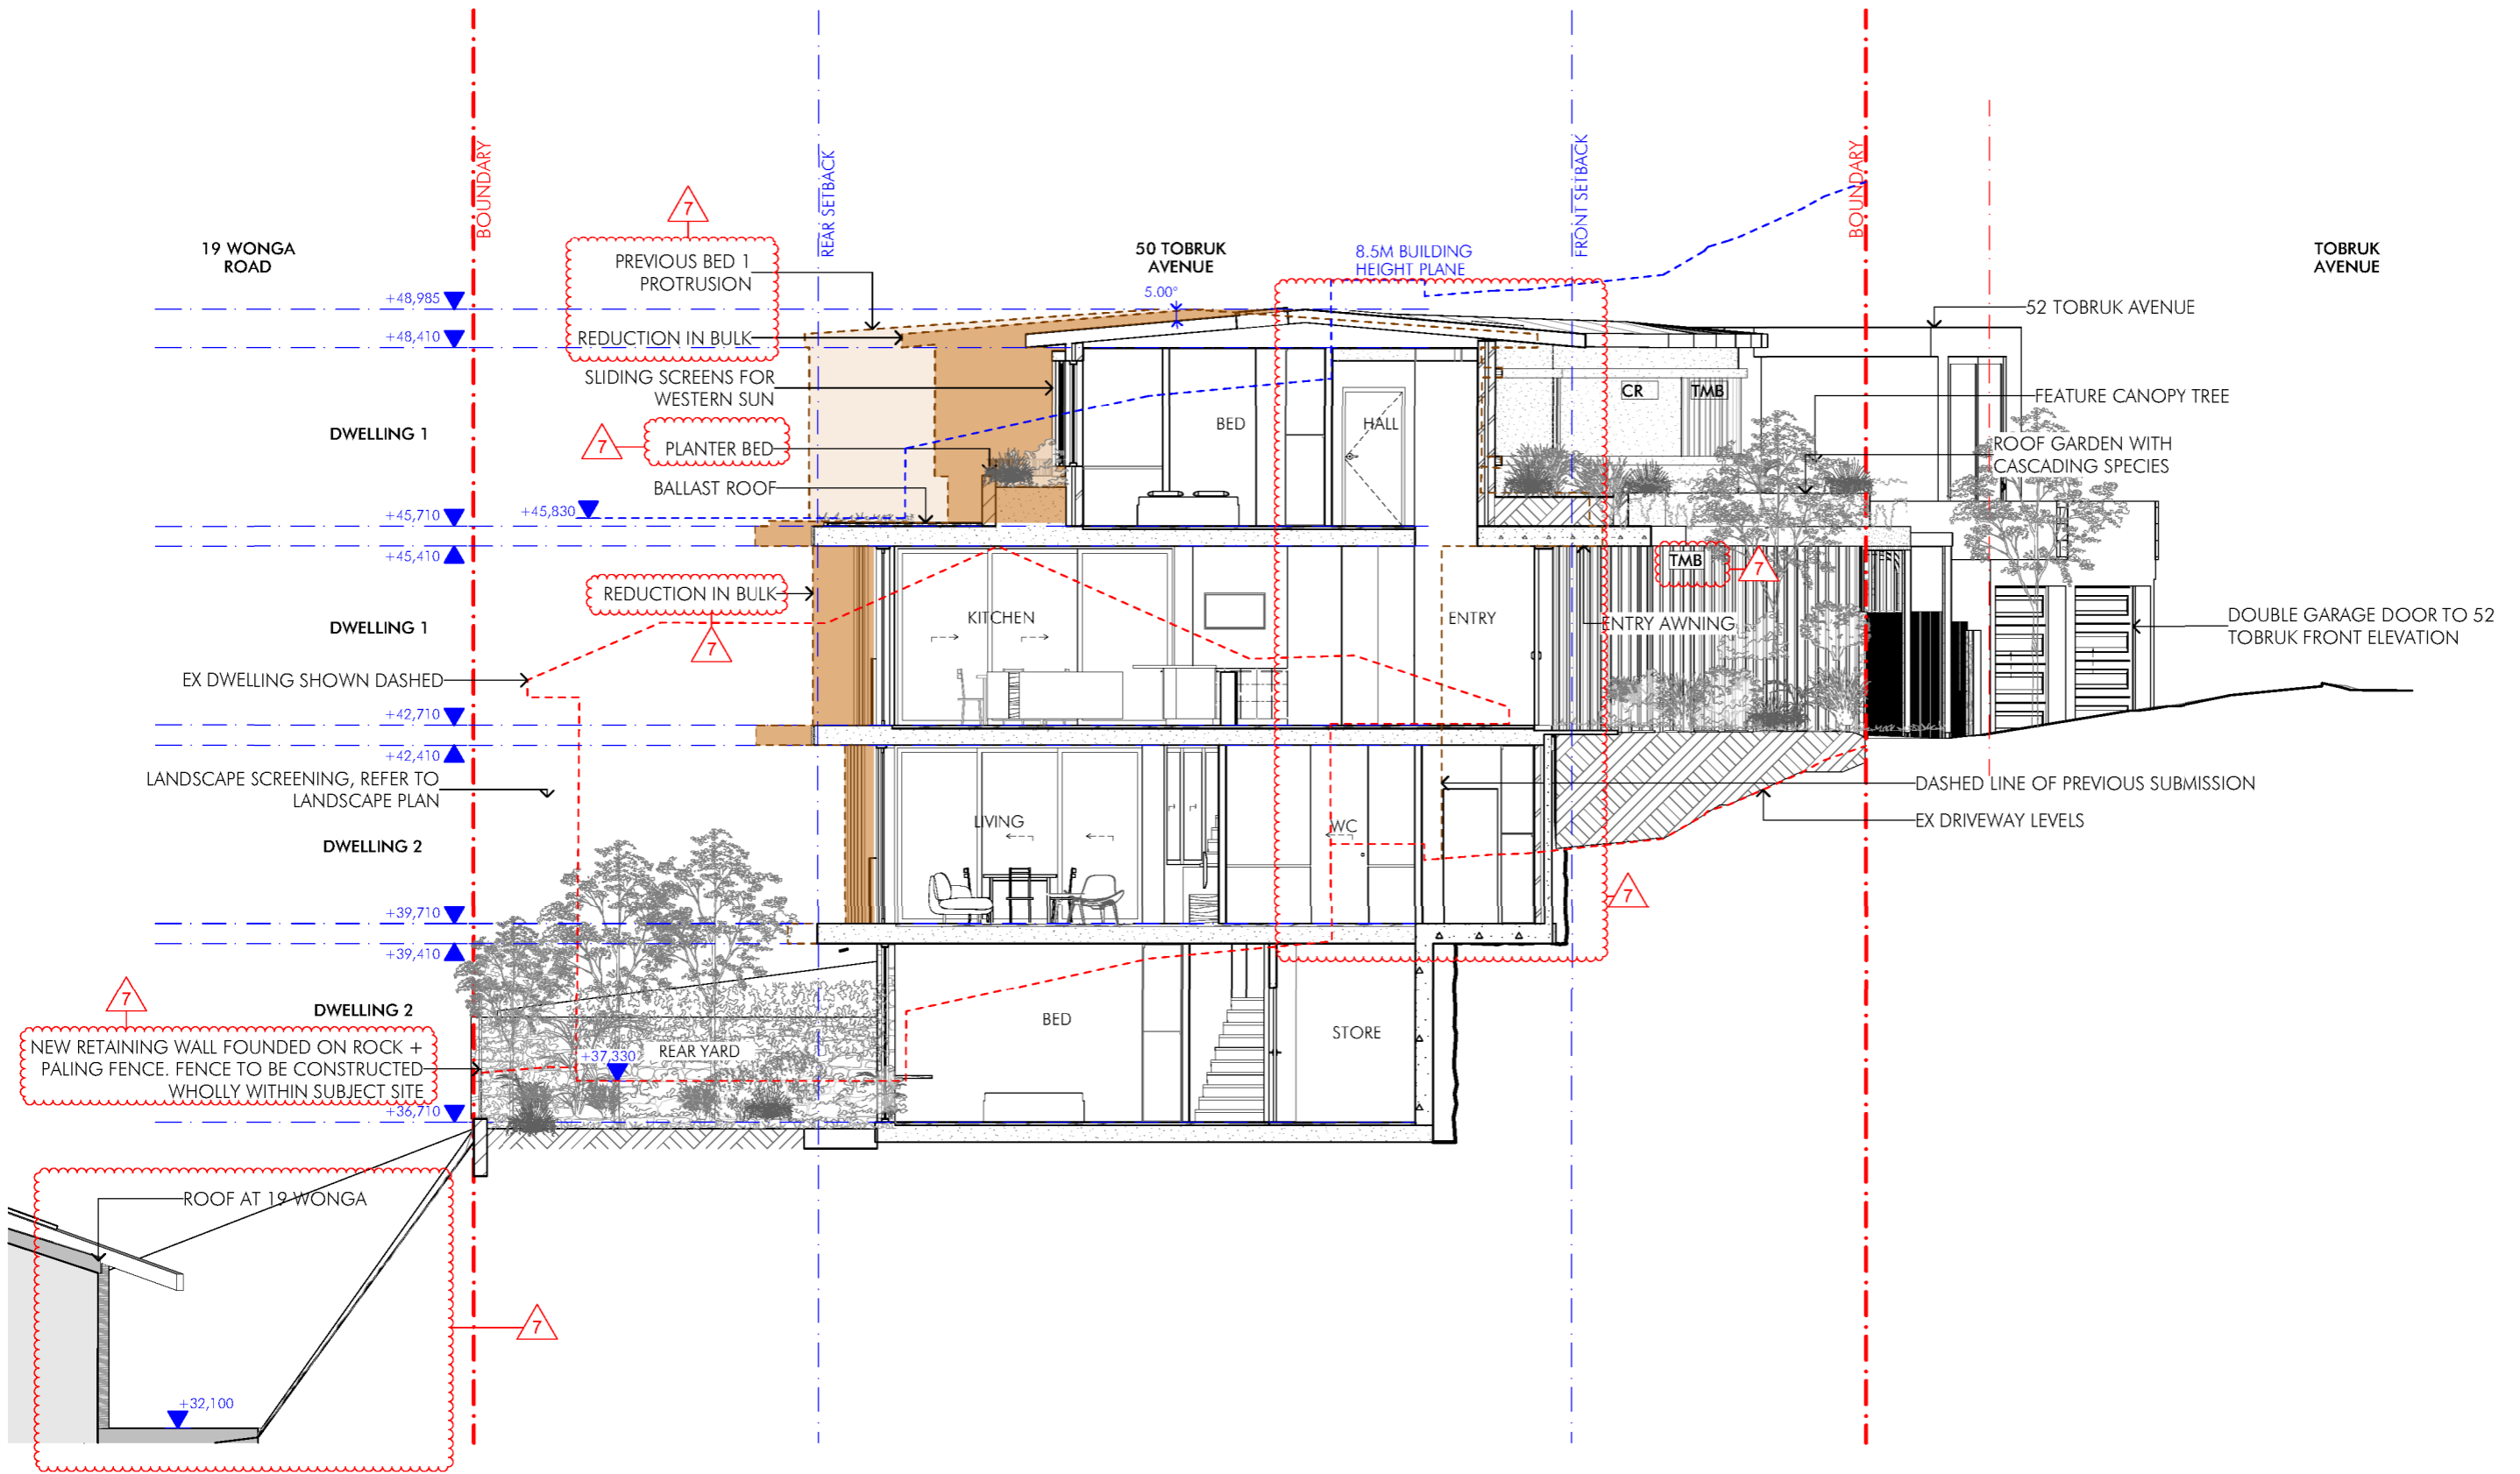 BOUNDARY
REAR SETBACK
FRONT SETBACK
BOUNDARY
7
19 WONGA
ROAD
PREVIOUS BED 1
PROTRUSION
50 TOBRUK
AVENUE
8.5M BUILDING
HEIGHT PLANE
TOBRUK
AVENUE
+48,985
5.00°
52 TOBRUK AVENUE
+48,410
REDUCTION IN BULK
SLIDING SCREENS FOR
WESTERN SUN
CR
TMB
FEATURE CANOPY TREE
DWELLING 1
BED
HALL
7
PLANTER BED
ROOF GARDEN WITH
CASCADING SPECIES
BALLAST ROOF
+45,710
+45,830
+45,410
TMB
7
REDUCTION IN BULK
7
DWELLING 1
KITCHEN
ENTRY
ENTRY AWNING
DOUBLE GARAGE DOOR TO 52
TOBRUK FRONT ELEVATION
EX DWELLING SHOWN DASHED
+42,710
+42,410
LANDSCAPE SCREENING, REFER TO
LANDSCAPE PLAN
DASHED LINE OF PREVIOUS SUBMISSION
EX DRIVEWAY LEVELS
DWELLING 2
LIVING
WC
7
+39,710
+39,410
7
DWELLING 2
BED
STORE
NEW RETAINING WALL FOUNDED ON ROCK +
PALING FENCE. FENCE TO BE CONSTRUCTED
WHOLLY WITHIN SUBJECT SITE
+37,330
REAR YARD
+36,710
ROOF AT 19 WONGA
7
+32,100